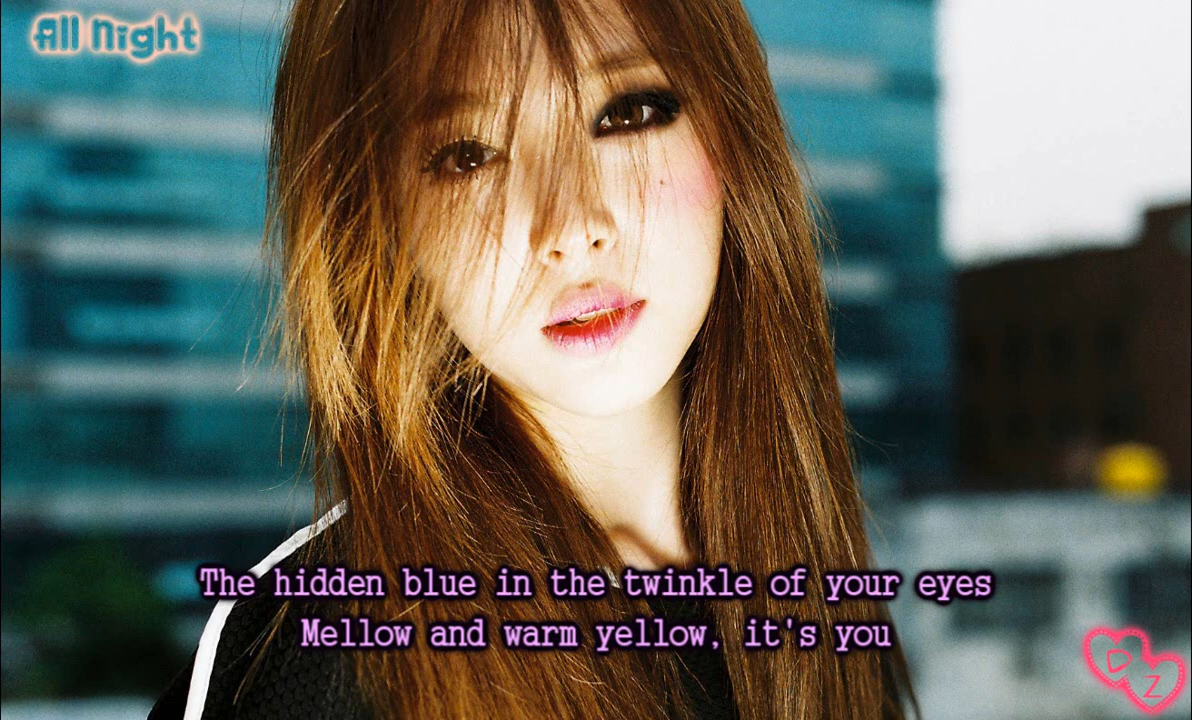 All Night
The hidden blue in the twinkle of your eyes
Mellow and warm yellow, it's you
D
Z